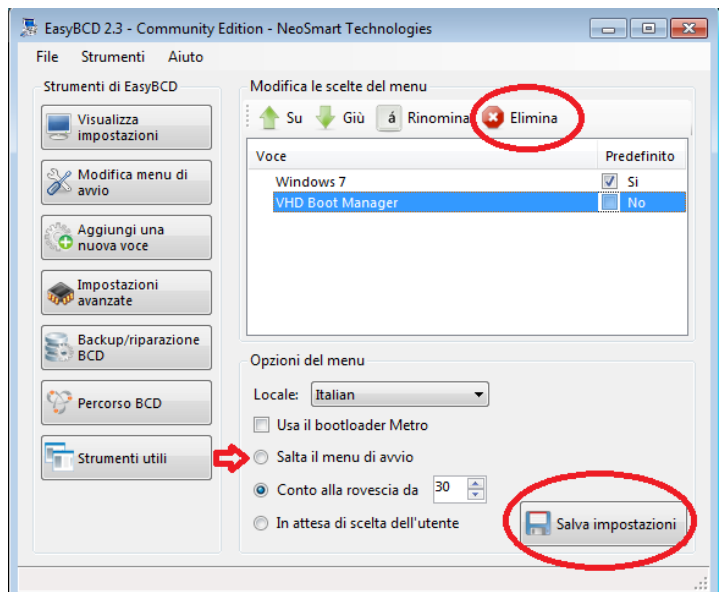 EasyBCD 2.3 - Community Edition - NeoSmart Technologies
File Strumenti Aiuto
Strumenti di EasyBCD
Visualizza
impostazioni
Modifica menu di
avvio
Aggiungi una
nuova voce
Impostazioni
avanzate
Backup/riparazione
BCD
Percorso BCD
Strumenti utili
Modifica le scelte del menu
Su Giù á Rinomina Elimina
Voce Predefinito
Windows 7 Si
VHD Boot Manager No
Opzioni del menu
Locale: Italian
Usa il bootloader Metro
Salta il menu di avvio
Conto alla rovescia da 30
In attesa di scelta dell'utente
Salva impostazioni